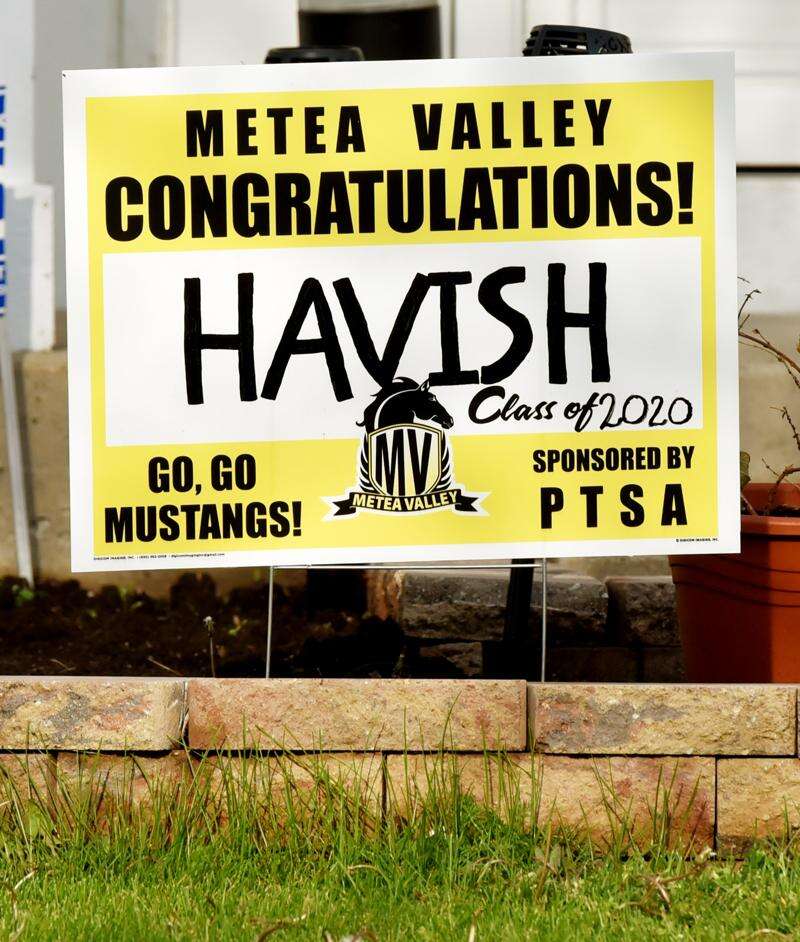 METEA VALLEY
CONGRATULATIONS!
HAVISH
Class of 2020
GO, GO
MUSTANGS!
MV
METEA VALLEY
SPONSORED BY
PTSA